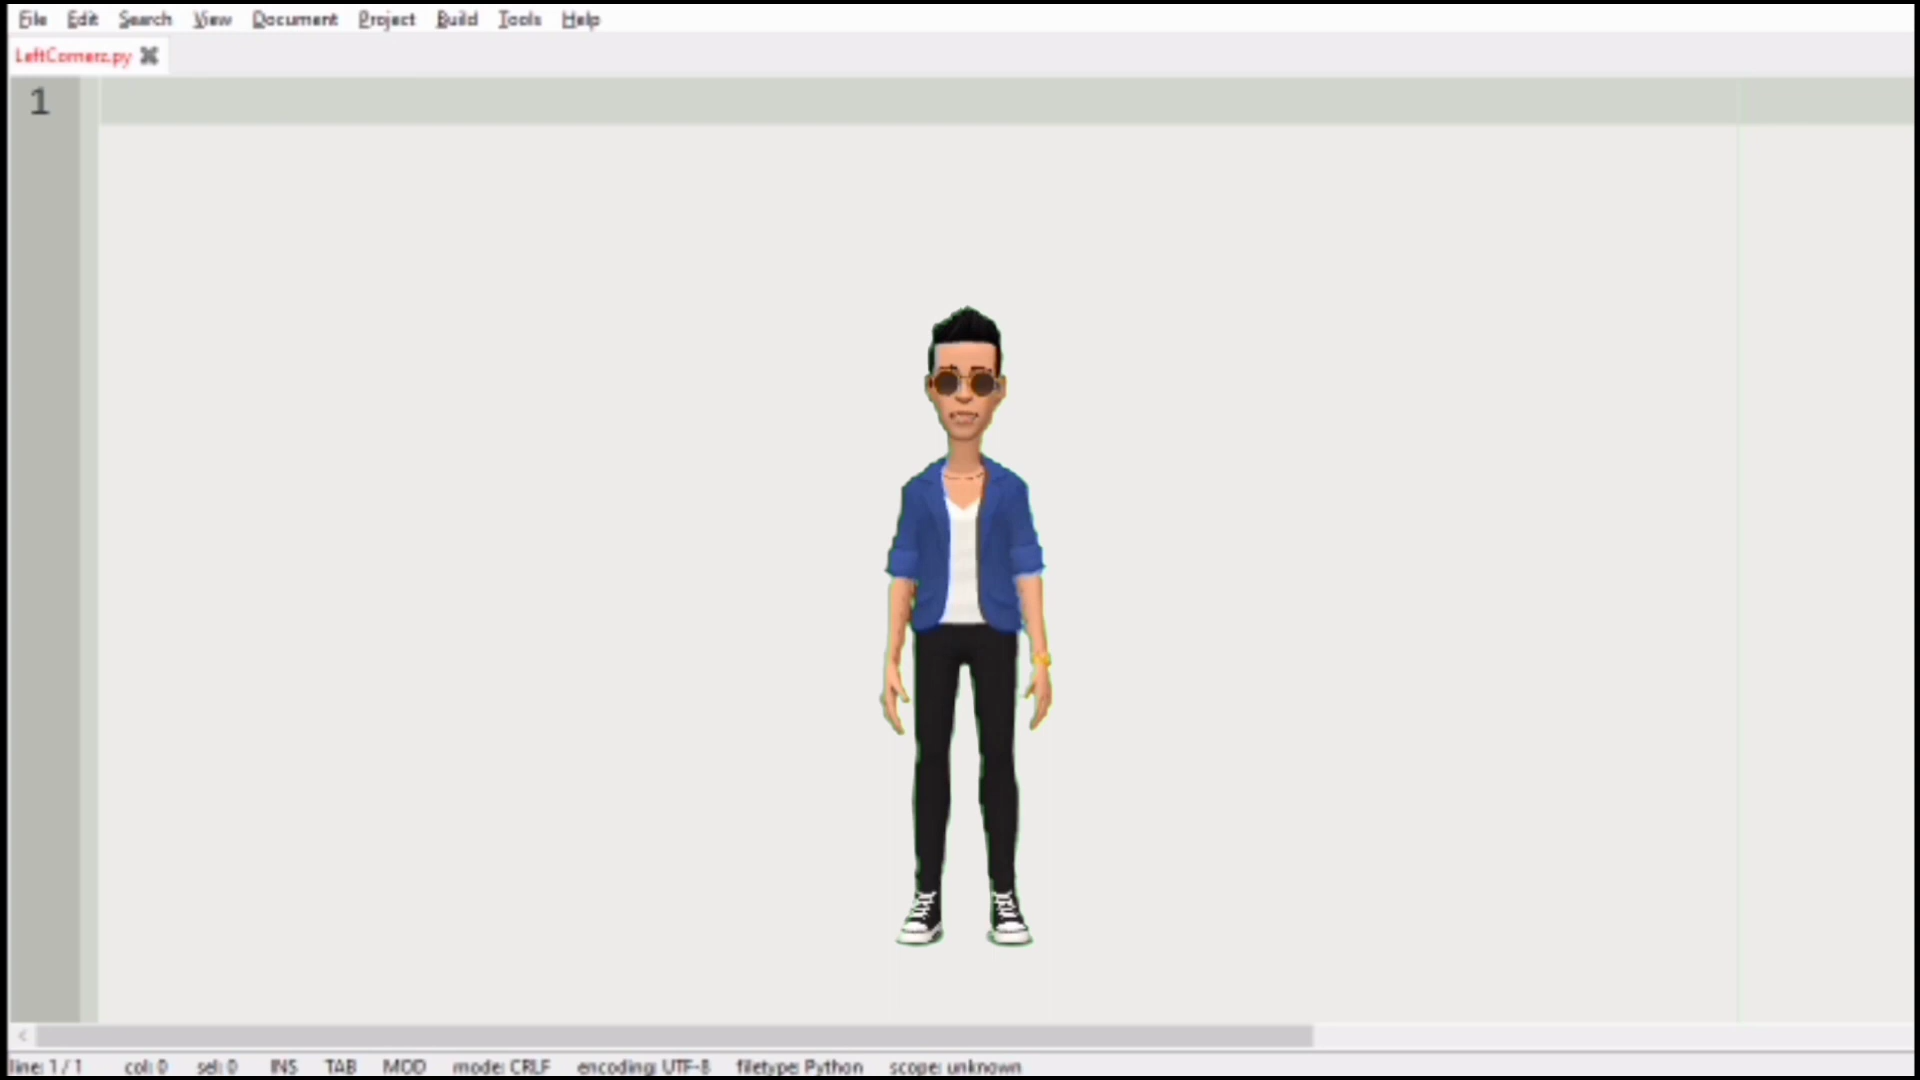 File Edit Search View Document Project Build Tools Help
LeftCornerz.py
1
line: 1 / 1 col: 0 sel: 0 INS TAB MOD mode: CRLF encoding: UTF-8 filetype: Python scope: unknown